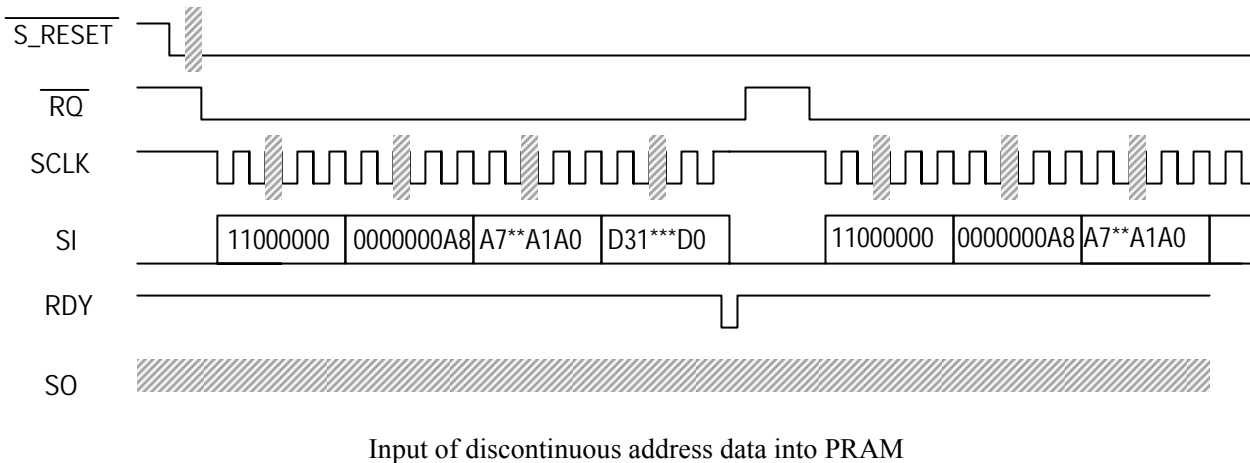 S_RESET
RQ
SCLK
SI 11000000 0000000A8 A7**A1A0 D31***D0 11000000 0000000A8 A7**A1A0
RDY
SO
Input of discontinuous address data into PRAM